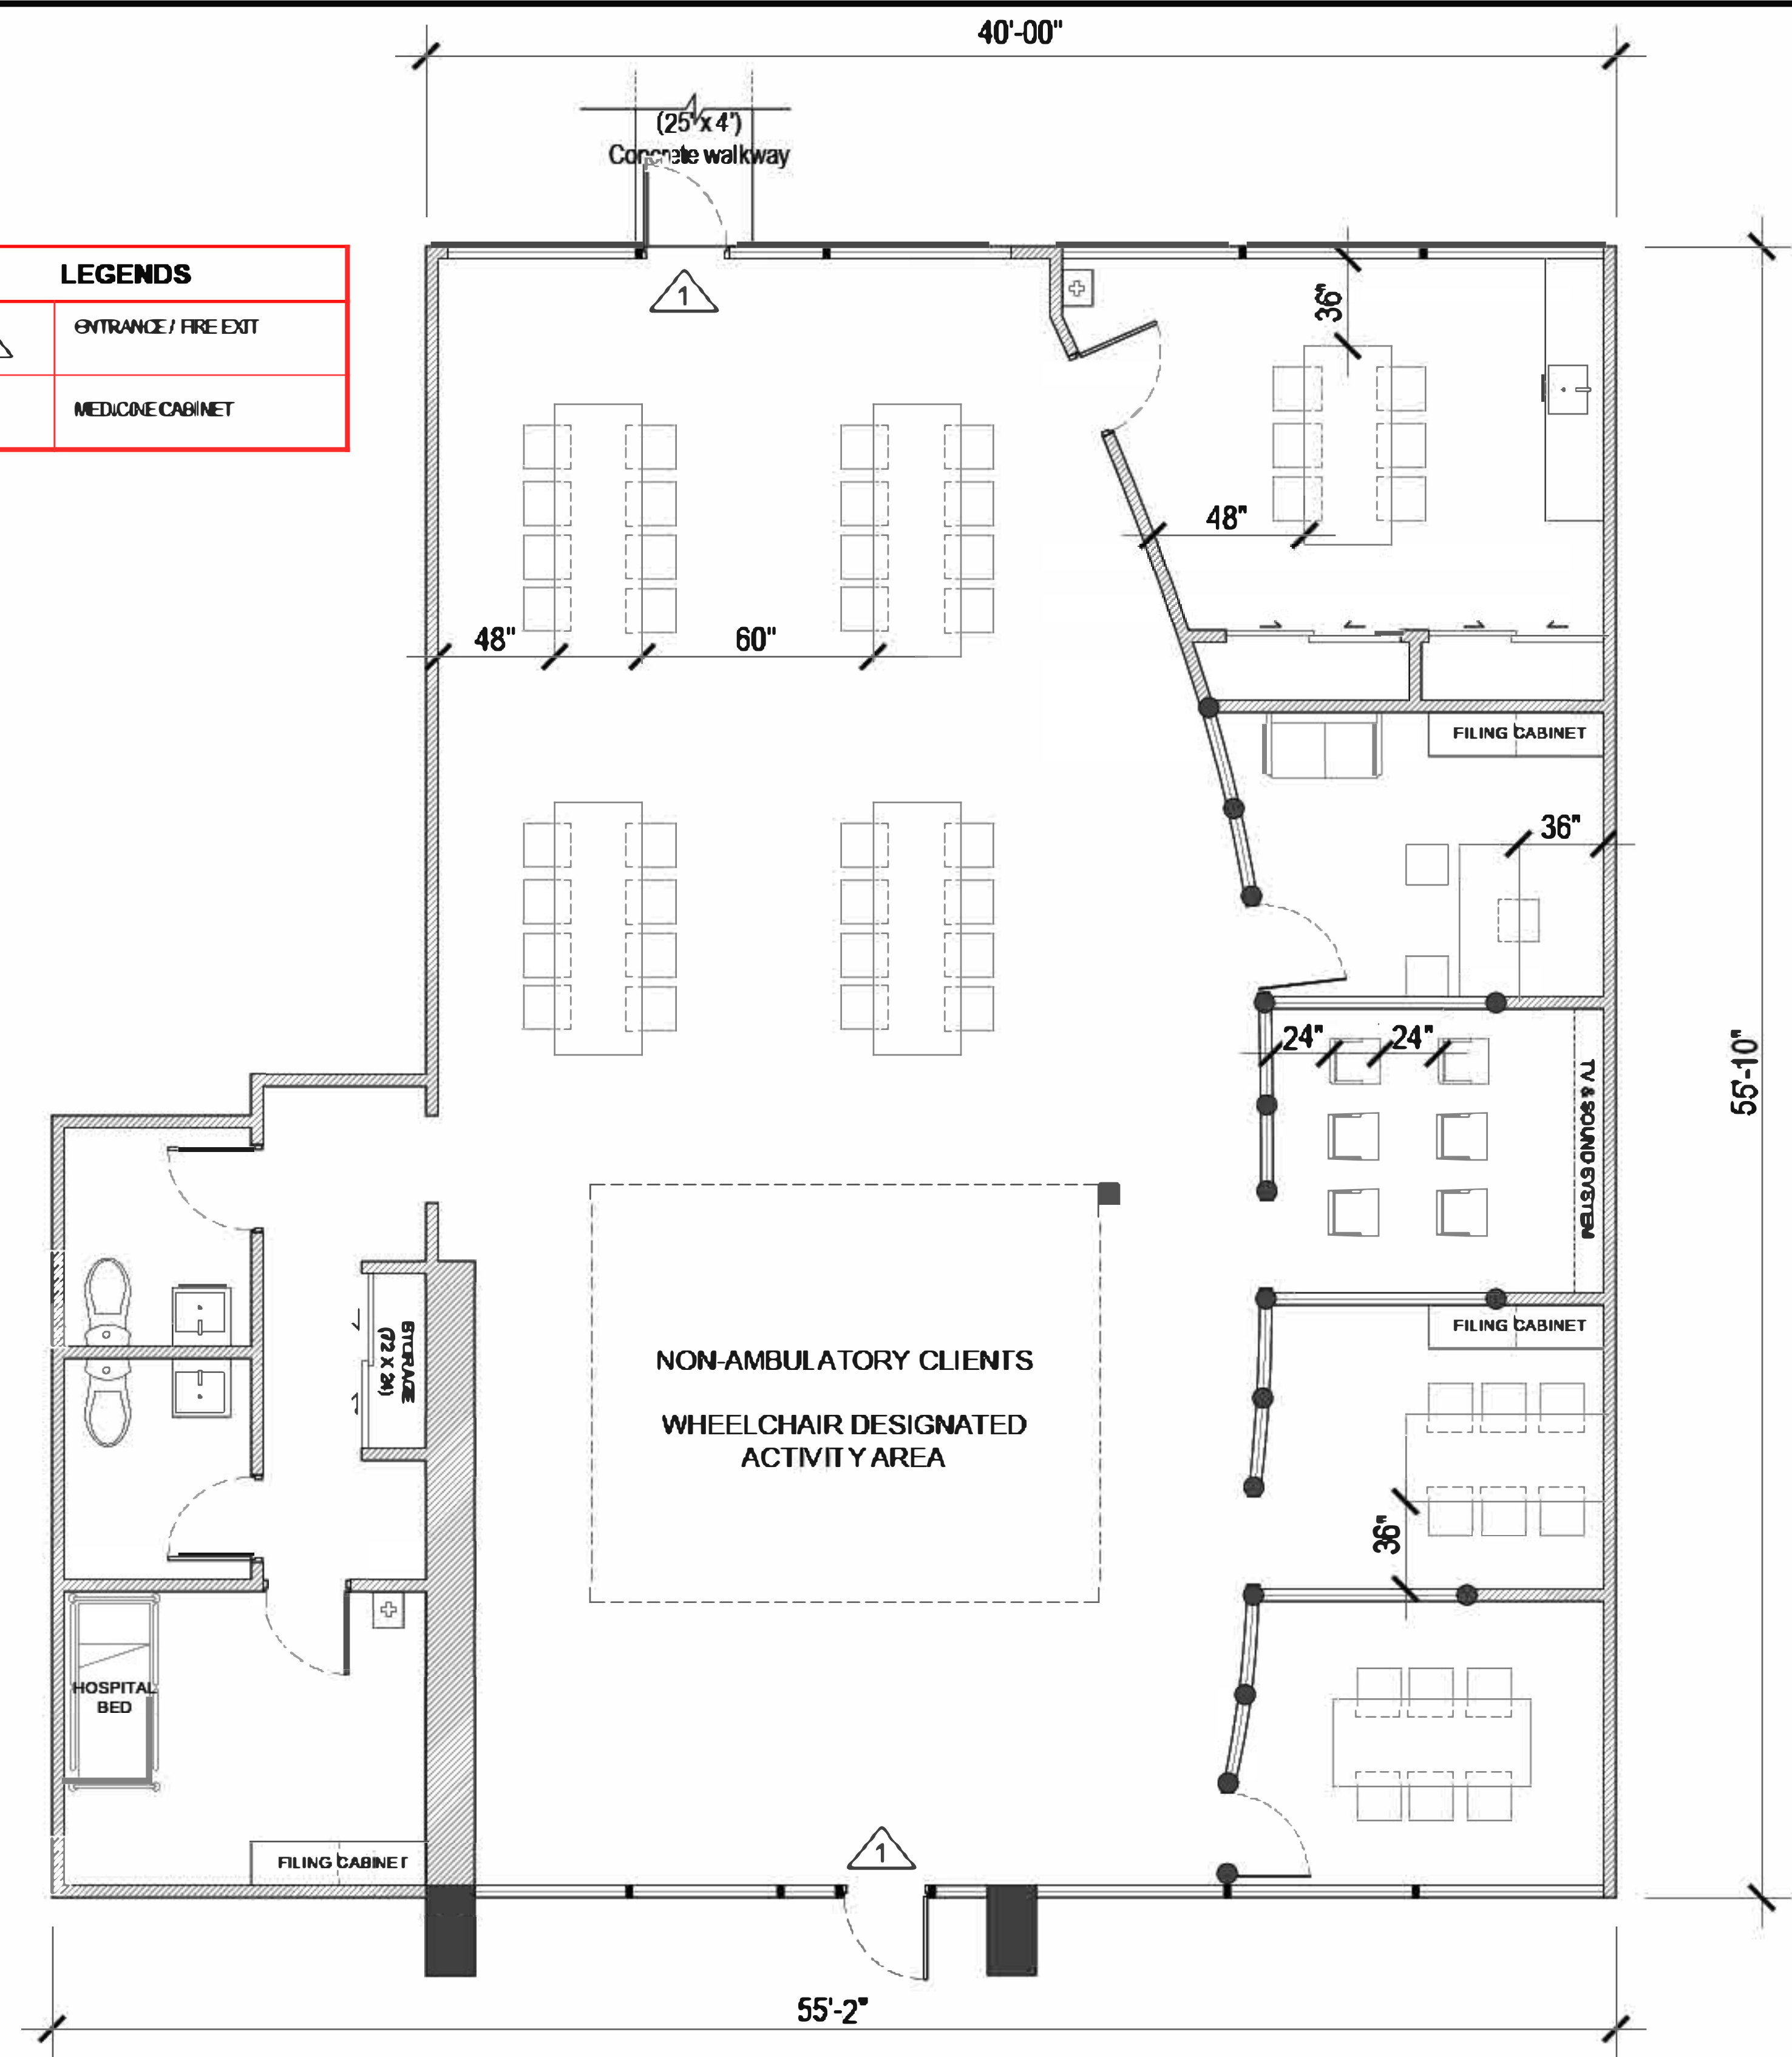 40'-00"
(25' x 4')
Concrete walkway
LEGENDS
ENTRANCE / FIRE EXIT
MEDICINE CABINET
1
36"
48"
48"
60"
FILING CABINET
36"
24"
24"
TV & SOUND SYSTEM
55'-10"
FILING CABINET
STORAGE
(72 X 24)
NON-AMBULATORY CLIENTS
WHEELCHAIR DESIGNATED
ACTIVITY AREA
36"
HOSPITAL
BED
FILING CABINET
1
55'-2"